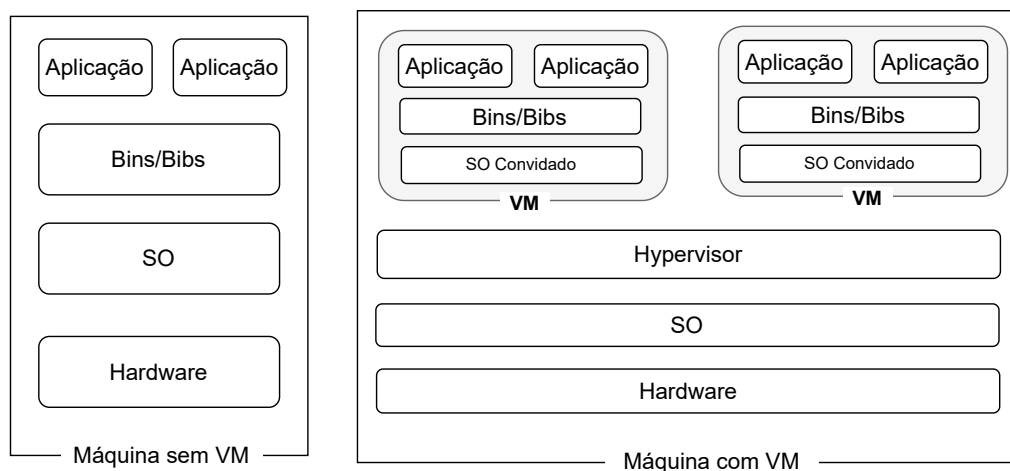 Aplicação
Aplicação
Bins/Bibs
SO
Hardware
Máquina sem VM
Aplicação
Aplicação
Bins/Bibs
SO Convidado
VM
Aplicação
Aplicação
Bins/Bibs
SO Convidado
VM
Hypervisor
SO
Hardware
Máquina com VM